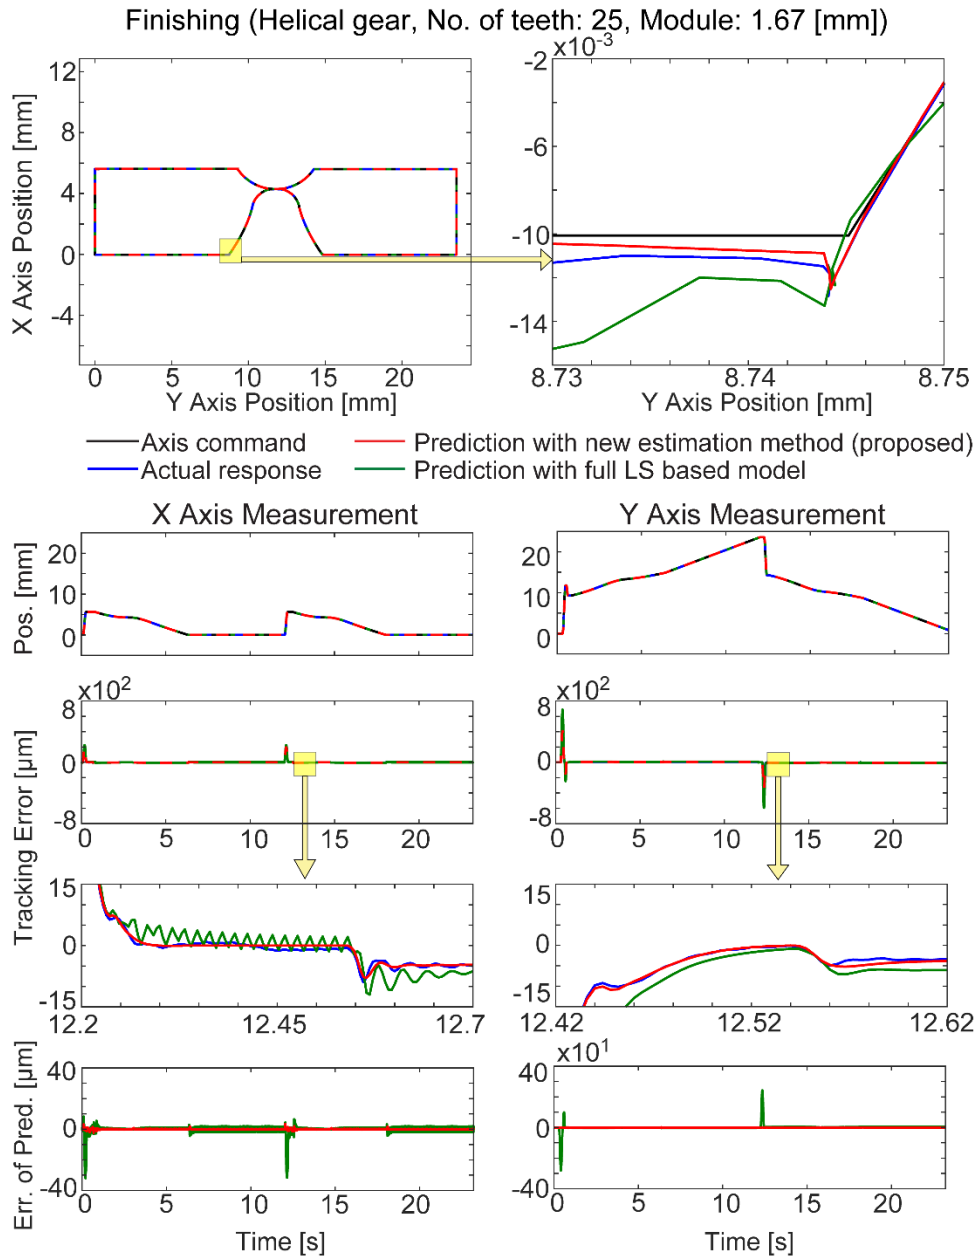 Finishing (Helical gear, No. of teeth: 25, Module: 1.67 [mm])
X Axis Position [mm]
12
8
4
0
-4
0 5 10 15 20
Y Axis Position [mm]
x10-3
-2
-6
-10
-14
8.73 8.74 8.75
Y Axis Position [mm]
Axis command
Prediction with new estimation method (proposed)
Actual response
Prediction with full LS based model
X Axis Measurement
Y Axis Measurement
Pos. [mm]
20
10
0
20
10
0
Tracking Error [µm]
x102
8
0
-8
0 5 10 15 20
x102
8
0
-8
0 5 10 15 20
15
0
-15
12.2 12.45 12.7
15
0
-15
12.42 12.52 12.62
Err. of Pred. [µm]
40
0
-40
0 5 10 15 20
Time [s]
x101
40
0
-40
0 5 10 15 20
Time [s]